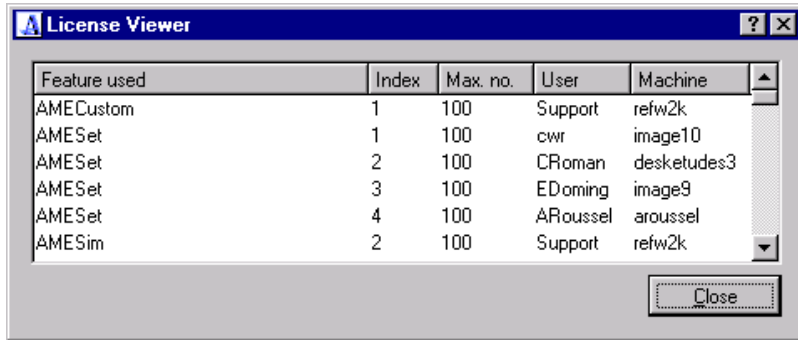 License Viewer
Feature used Index Max. no. User Machine
AMECustom 1 100 Support refw2k
AMESet 1 100 cwr image10
AMESet 2 100 CRoman desketudes3
AMESet 3 100 EDoming image9
AMESet 4 100 ARoussel aroussel
AMESim 2 100 Support refw2k
Close